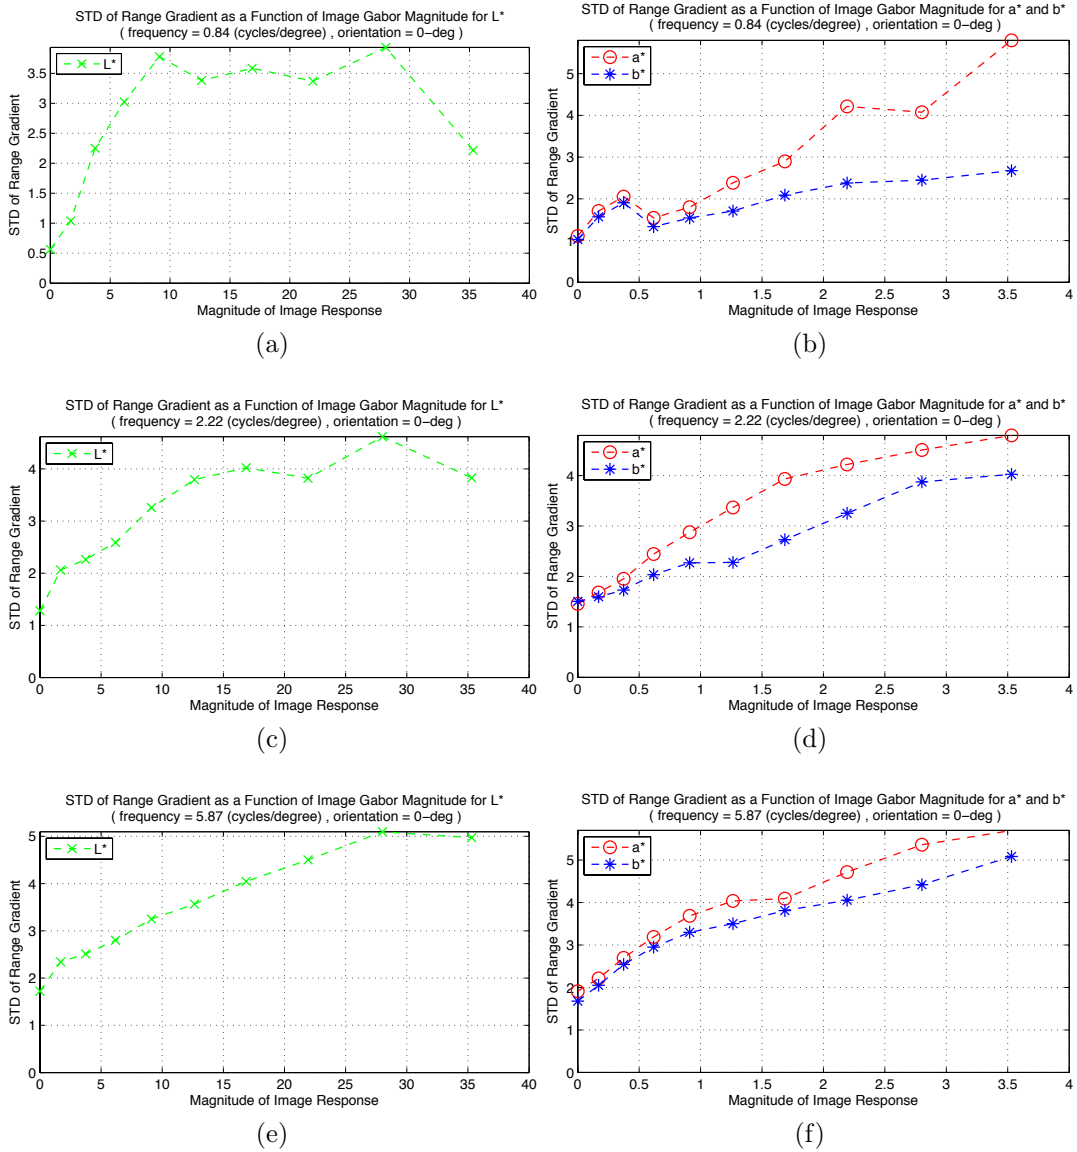 STD of Range Gradient as a Function of Image Gabor Magnitude for L*
( frequency = 0.84 (cycles/degree) , orientation = 0-deg )
L*
STD of Range Gradient
3.5
3
2.5
2
1.5
1
0.5
0
0 5 10 15 20 25 30 35 40
Magnitude of Image Response
(a)
STD of Range Gradient as a Function of Image Gabor Magnitude for a* and b*
( frequency = 0.84 (cycles/degree) , orientation = 0-deg )
a*
b*
STD of Range Gradient
5
4
3
2
1
0
0 0.5 1 1.5 2 2.5 3 3.5 4
Magnitude of Image Response
(b)
STD of Range Gradient as a Function of Image Gabor Magnitude for L*
( frequency = 2.22 (cycles/degree) , orientation = 0-deg )
L*
STD of Range Gradient
4
3
2
1
0
0 5 10 15 20 25 30 35 40
Magnitude of Image Response
(c)
STD of Range Gradient as a Function of Image Gabor Magnitude for a* and b*
( frequency = 2.22 (cycles/degree) , orientation = 0-deg )
a*
b*
STD of Range Gradient
4
3
2
1
0
0 0.5 1 1.5 2 2.5 3 3.5 4
Magnitude of Image Response
(d)
STD of Range Gradient as a Function of Image Gabor Magnitude for L*
( frequency = 5.87 (cycles/degree) , orientation = 0-deg )
L*
STD of Range Gradient
5
4
3
2
1
0
0 5 10 15 20 25 30 35 40
Magnitude of Image Response
(e)
STD of Range Gradient as a Function of Image Gabor Magnitude for a* and b*
( frequency = 5.87 (cycles/degree) , orientation = 0-deg )
a*
b*
STD of Range Gradient
5
4
3
2
1
0
0 0.5 1 1.5 2 2.5 3 3.5 4
Magnitude of Image Response
(f)